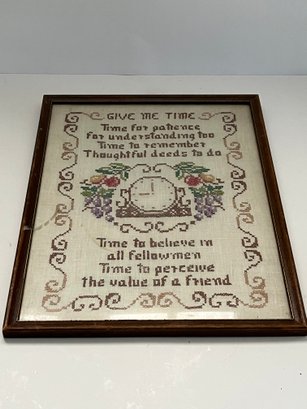 GIVE ME TIME
Time for patience
for understanding too
Time to remember
Thoughtful deeds to do
Time to believe in
all fellowmen
Time to perceive
the value of a friend